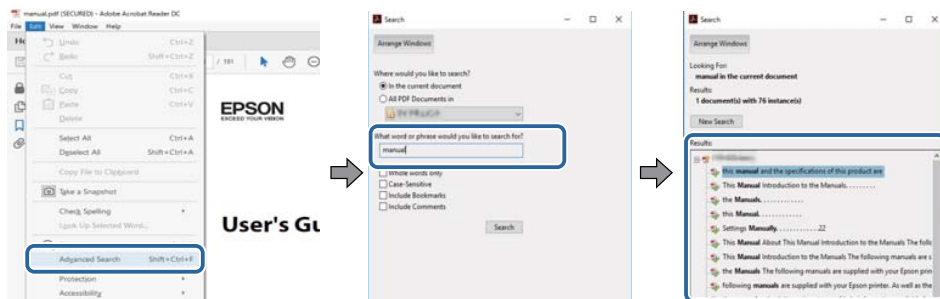 manual.pdf (SECURED) - Adobe Acrobat Reader DC
File Edit View Window Help
Undo Ctrl+Z
Redo Shift+Ctrl+Z
Cut Ctrl+X
Copy Ctrl+C
Paste Ctrl+V
Delete
Select All Ctrl+A
Deselect All Shift+Ctrl+A
Copy File to Clipboard
Take a Snapshot
Check Spelling
Look Up Selected Word...
Advanced Search Shift+Ctrl+F
Protection
Accessibility
/ 191
EPSON
EXCEED YOUR VISION
User's Gu
Search
Arrange Windows
Where would you like to search?
In the current document
All PDF Documents in
What word or phrase would you like to search for?
manual
Whole words only
Case-Sensitive
Include Bookmarks
Include Comments
Search
Search
Arrange Windows
Looking For:
manual in the current document
Results:
1 document(s) with 76 instance(s)
New Search
Results:
this manual and the specifications of this product are
This Manual Introduction to the Manuals. . . . . . . . .
the Manuals. . . . . . . . . . . . .
this Manual. . . . . . . . . . . . .
Settings Manually. . . . . . . . . . . . .22
This Manual About This Manual Introduction to the Manuals The follo
This Manual Introduction to the Manuals The following manuals are s
the Manuals The following manuals are supplied with your Epson prin
following manuals are supplied with your Epson printer. As well as the